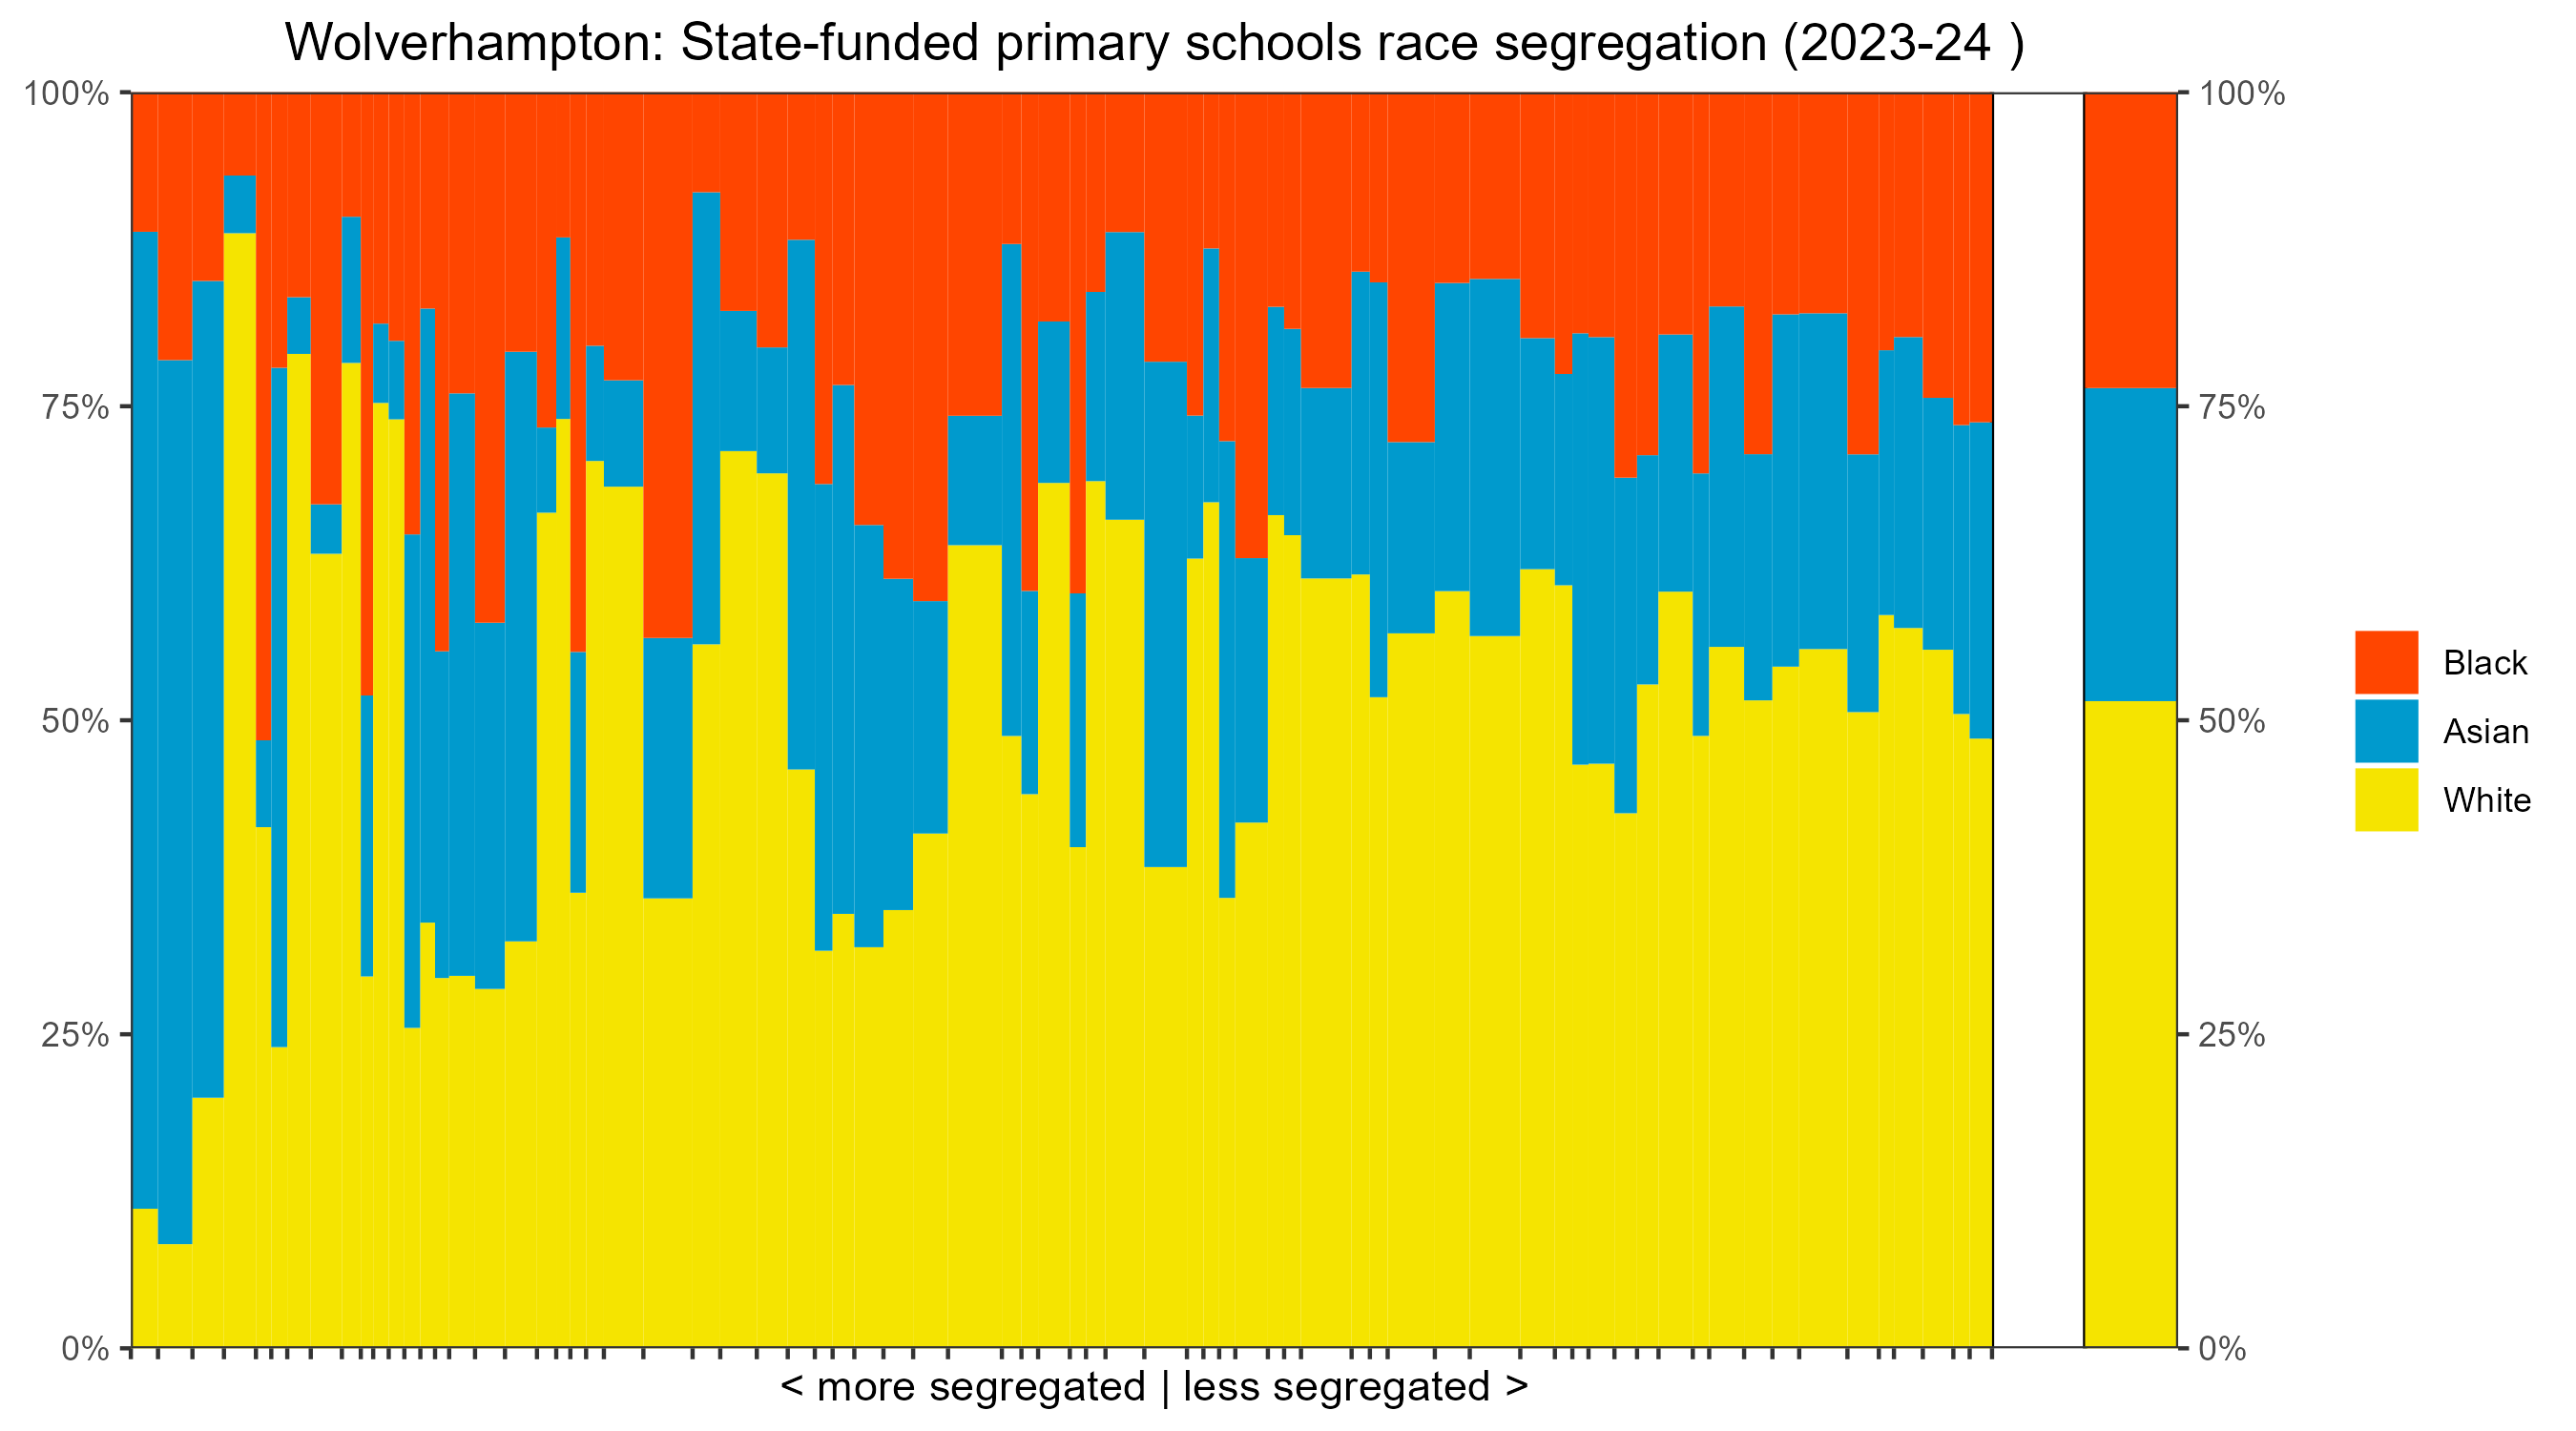 Wolverhampton: State-funded primary schools race segregation (2023-24 )
100%
75%
50%
25%
0%
100%
75%
50%
25%
0%
Black
Asian
White
< more segregated | less segregated >